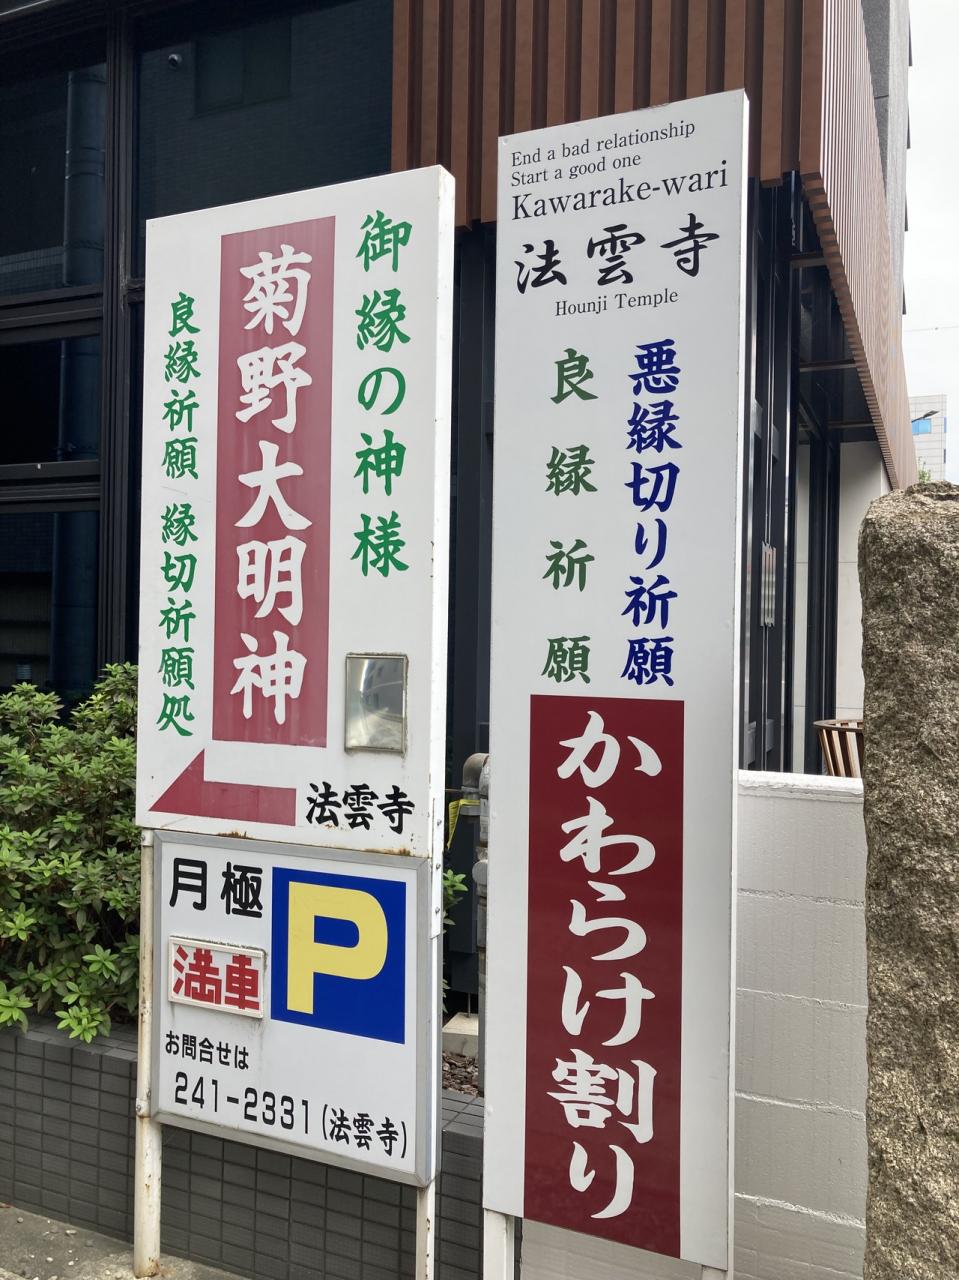 御縁の神様
菊野大明神
良縁祈願 縁切祈願処
法雲寺
月極
P
満車
お問合せは
241-2331(法雲寺)
End a bad relationship
Start a good one
Kawarake-wari
法雲寺
Hounji Temple
悪縁切り祈願
良縁祈願
かわらけ割り